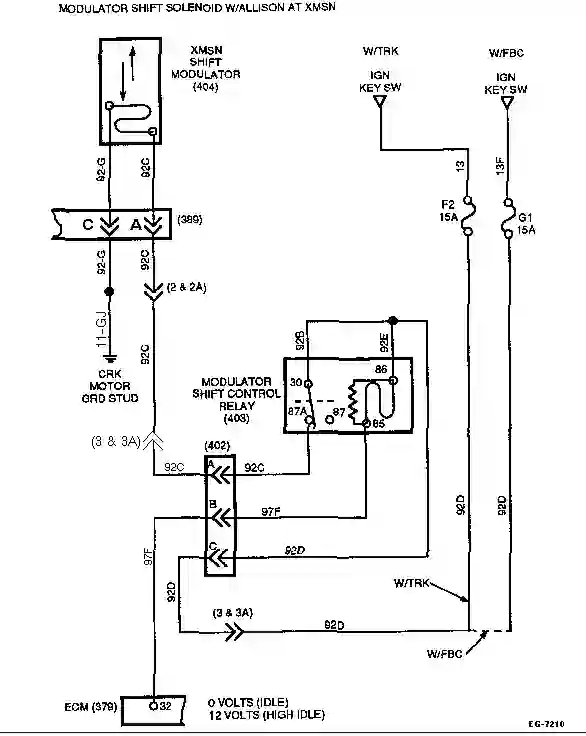 MODULATOR SHIFT SOLENOID W/ALLISON AT XMSN
XMSN
SHIFT
MODULATOR
(404)
W/TRK
W/FBC
IGN
KEY SW
IGN
KEY SW
92-G
92C
13
13F
F2
15A
G1
15A
C
A
(389)
92-G
92C
(2 & 2A)
11-GJ
92C
CRK
MOTOR
GRD STUD
92B
92E
MODULATOR
SHIFT CONTROL
RELAY
(403)
30
86
87A
87
85
(3 & 3A)
(402)
92C
A
92C
B
97F
97F
C
92D
92D
92D
92D
W/TRK
(3 & 3A)
92D
W/FBC
ECM (379)
32
0 VOLTS (IDLE)
12 VOLTS (HIGH IDLE)
EG-7210